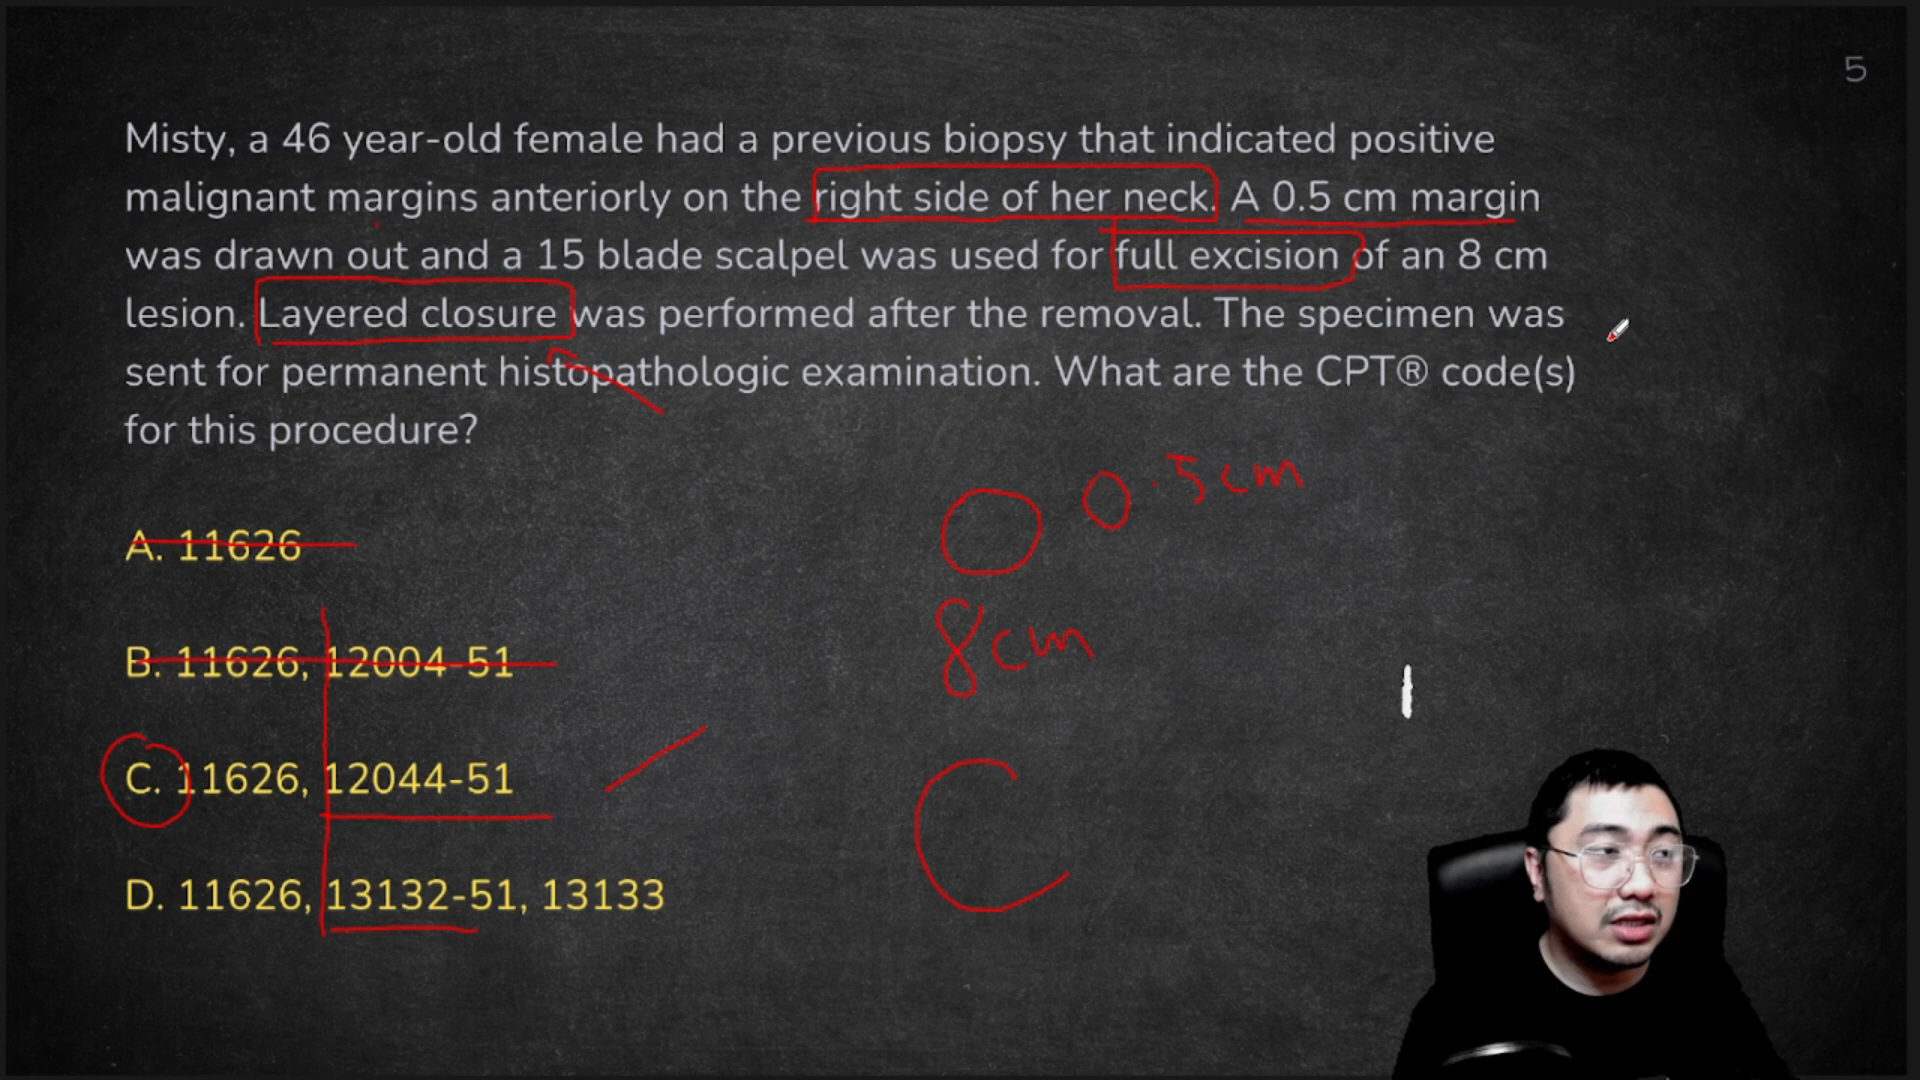 5
Misty, a 46 year-old female had a previous biopsy that indicated positive
malignant margins anteriorly on the right side of her neck. A 0.5 cm margin
was drawn out and a 15 blade scalpel was used for full excision of an 8 cm
lesion. Layered closure was performed after the removal. The specimen was
sent for permanent histopathologic examination. What are the CPT® code(s)
for this procedure?
0.5cm
A. 11626
8cm
B. 11626, 12004-51
C. 11626, 12044-51
C
D. 11626, 13132-51, 13133